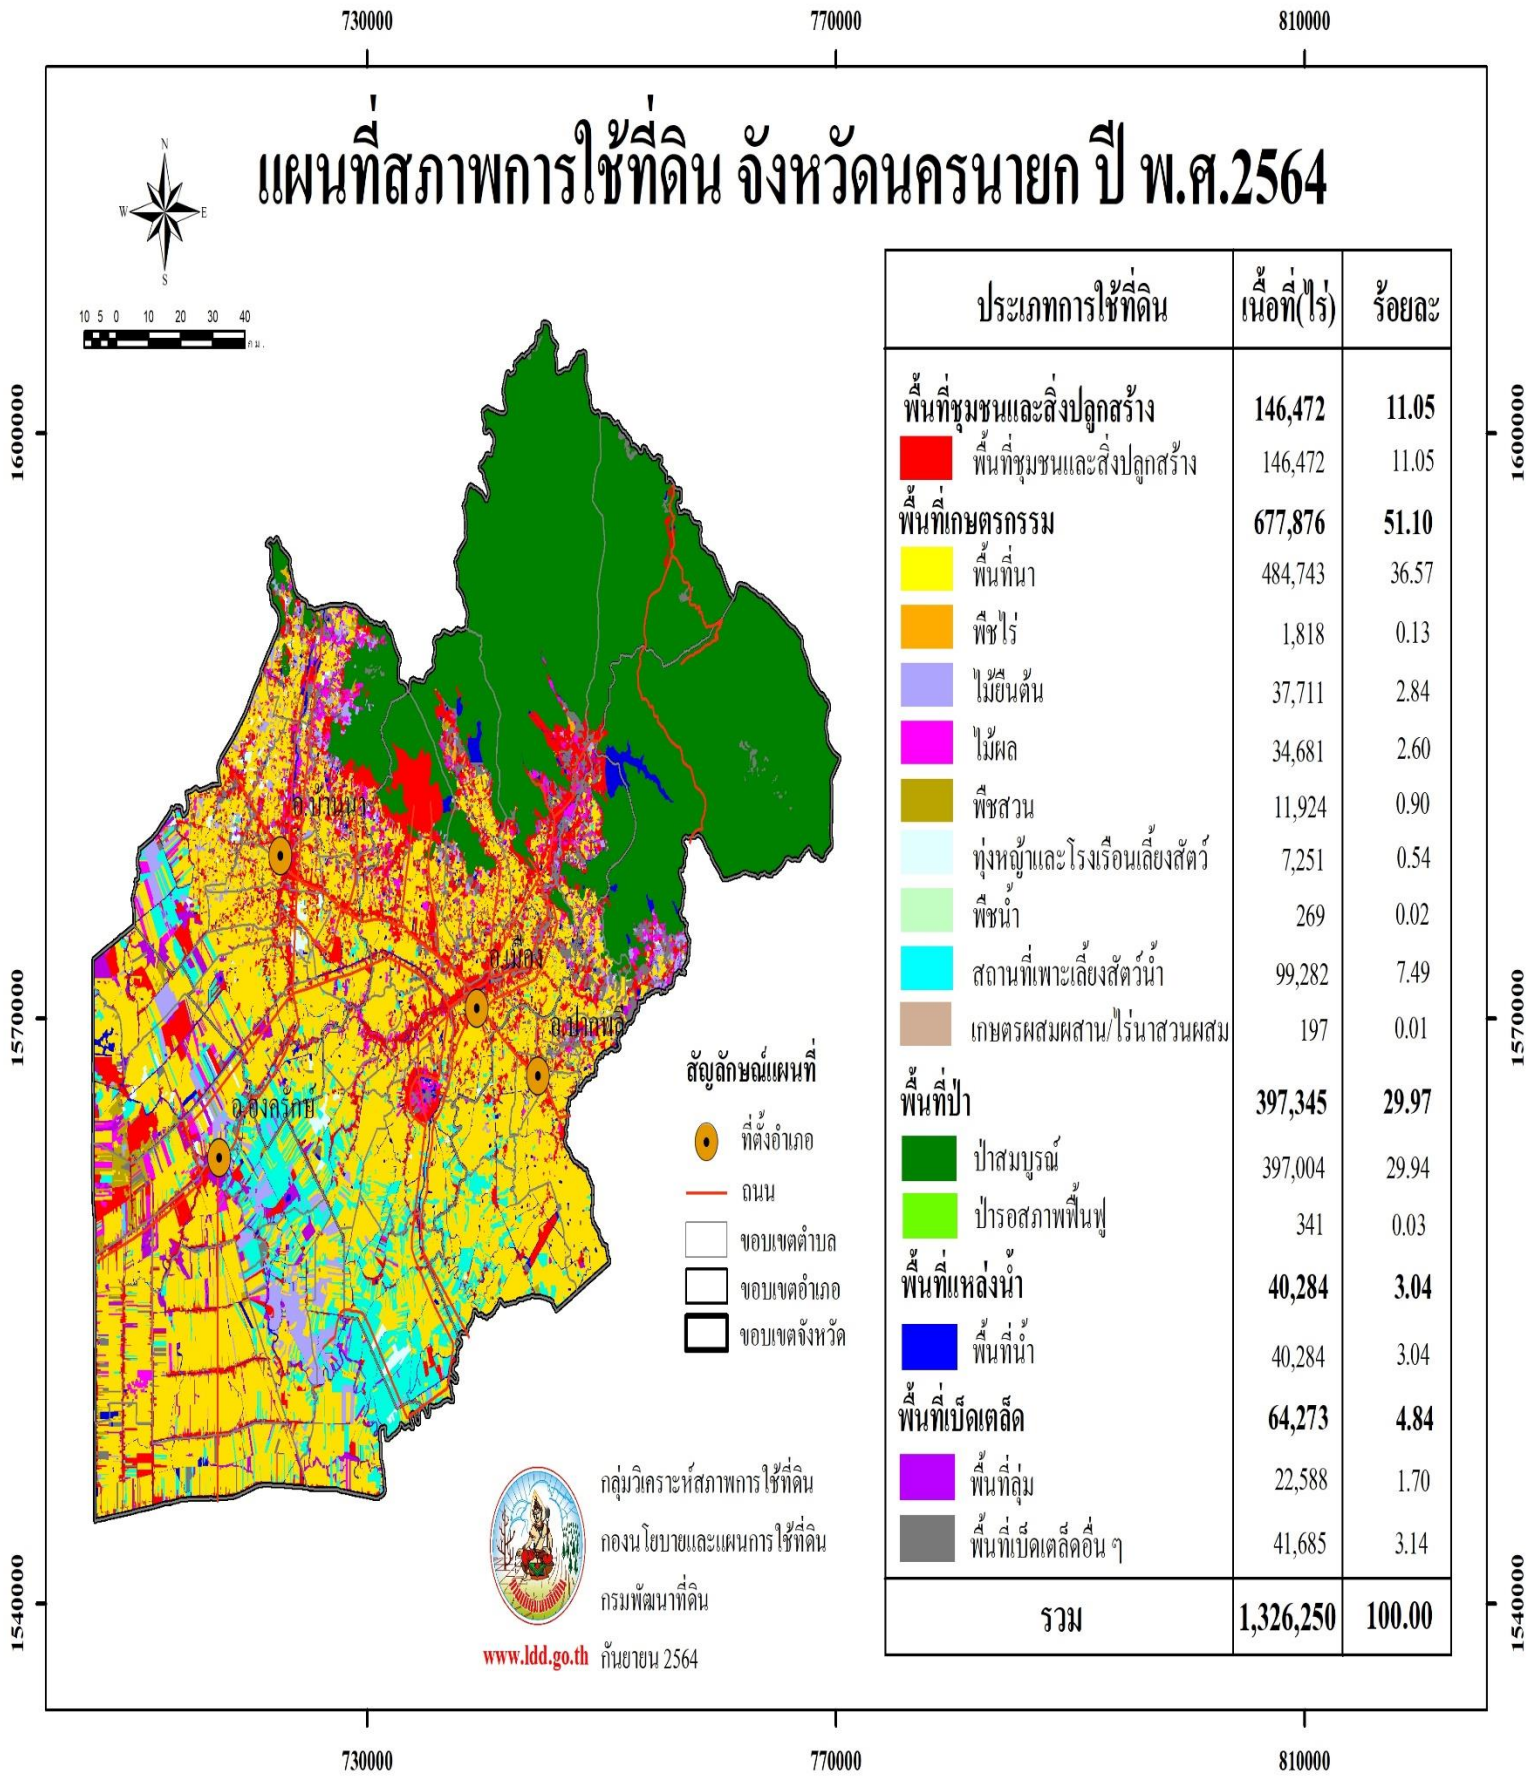 730000 770000 810000
แผนที่สภาพการใช้ที่ดิน จังหวัดนครนายก ปี พ.ศ.2564
N
W E
S
10 5 0 10 20 30 40
กม.
ประเภทการใช้ที่ดิน เนื้อที่(ไร่) ร้อยละ
พื้นที่ชุมชนและสิ่งปลูกสร้าง 146,472 11.05
พื้นที่ชุมชนและสิ่งปลูกสร้าง 146,472 11.05
พื้นที่เกษตรกรรม 677,876 51.10
พื้นที่นา 484,743 36.57
พืชไร่ 1,818 0.13
ไม้ยืนต้น 37,711 2.84
ไม้ผล 34,681 2.60
พืชสวน 11,924 0.90
ทุ่งหญ้าและโรงเรือนเลี้ยงสัตว์ 7,251 0.54
พืชน้ำ 269 0.02
สถานที่เพาะเลี้ยงสัตว์น้ำ 99,282 7.49
เกษตรผสมผสาน/ไร่นาสวนผสม 197 0.01
พื้นที่ป่า 397,345 29.97
ป่าสมบูรณ์ 397,004 29.94
ป่ารอสภาพฟื้นฟู 341 0.03
พื้นที่แหล่งน้ำ 40,284 3.04
พื้นที่น้ำ 40,284 3.04
พื้นที่เบ็ดเตล็ด 64,273 4.84
พื้นที่ลุ่ม 22,588 1.70
พื้นที่เบ็ดเตล็ดอื่น ๆ 41,685 3.14
รวม 1,326,250 100.00
อ.บ้านนา
อ.เมือง
อ.ปากพลี
อ.องครักษ์
สัญลักษณ์แผนที่
ที่ตั้งอำเภอ
ถนน
ขอบเขตตำบล
ขอบเขตอำเภอ
ขอบเขตจังหวัด
กลุ่มวิเคราะห์สภาพการใช้ที่ดิน
กองนโยบายและแผนการใช้ที่ดิน
กรมพัฒนาที่ดิน
www.ldd.go.th กันยายน 2564
1600000 1600000
1570000 1570000
1540000 1540000
730000 770000 810000